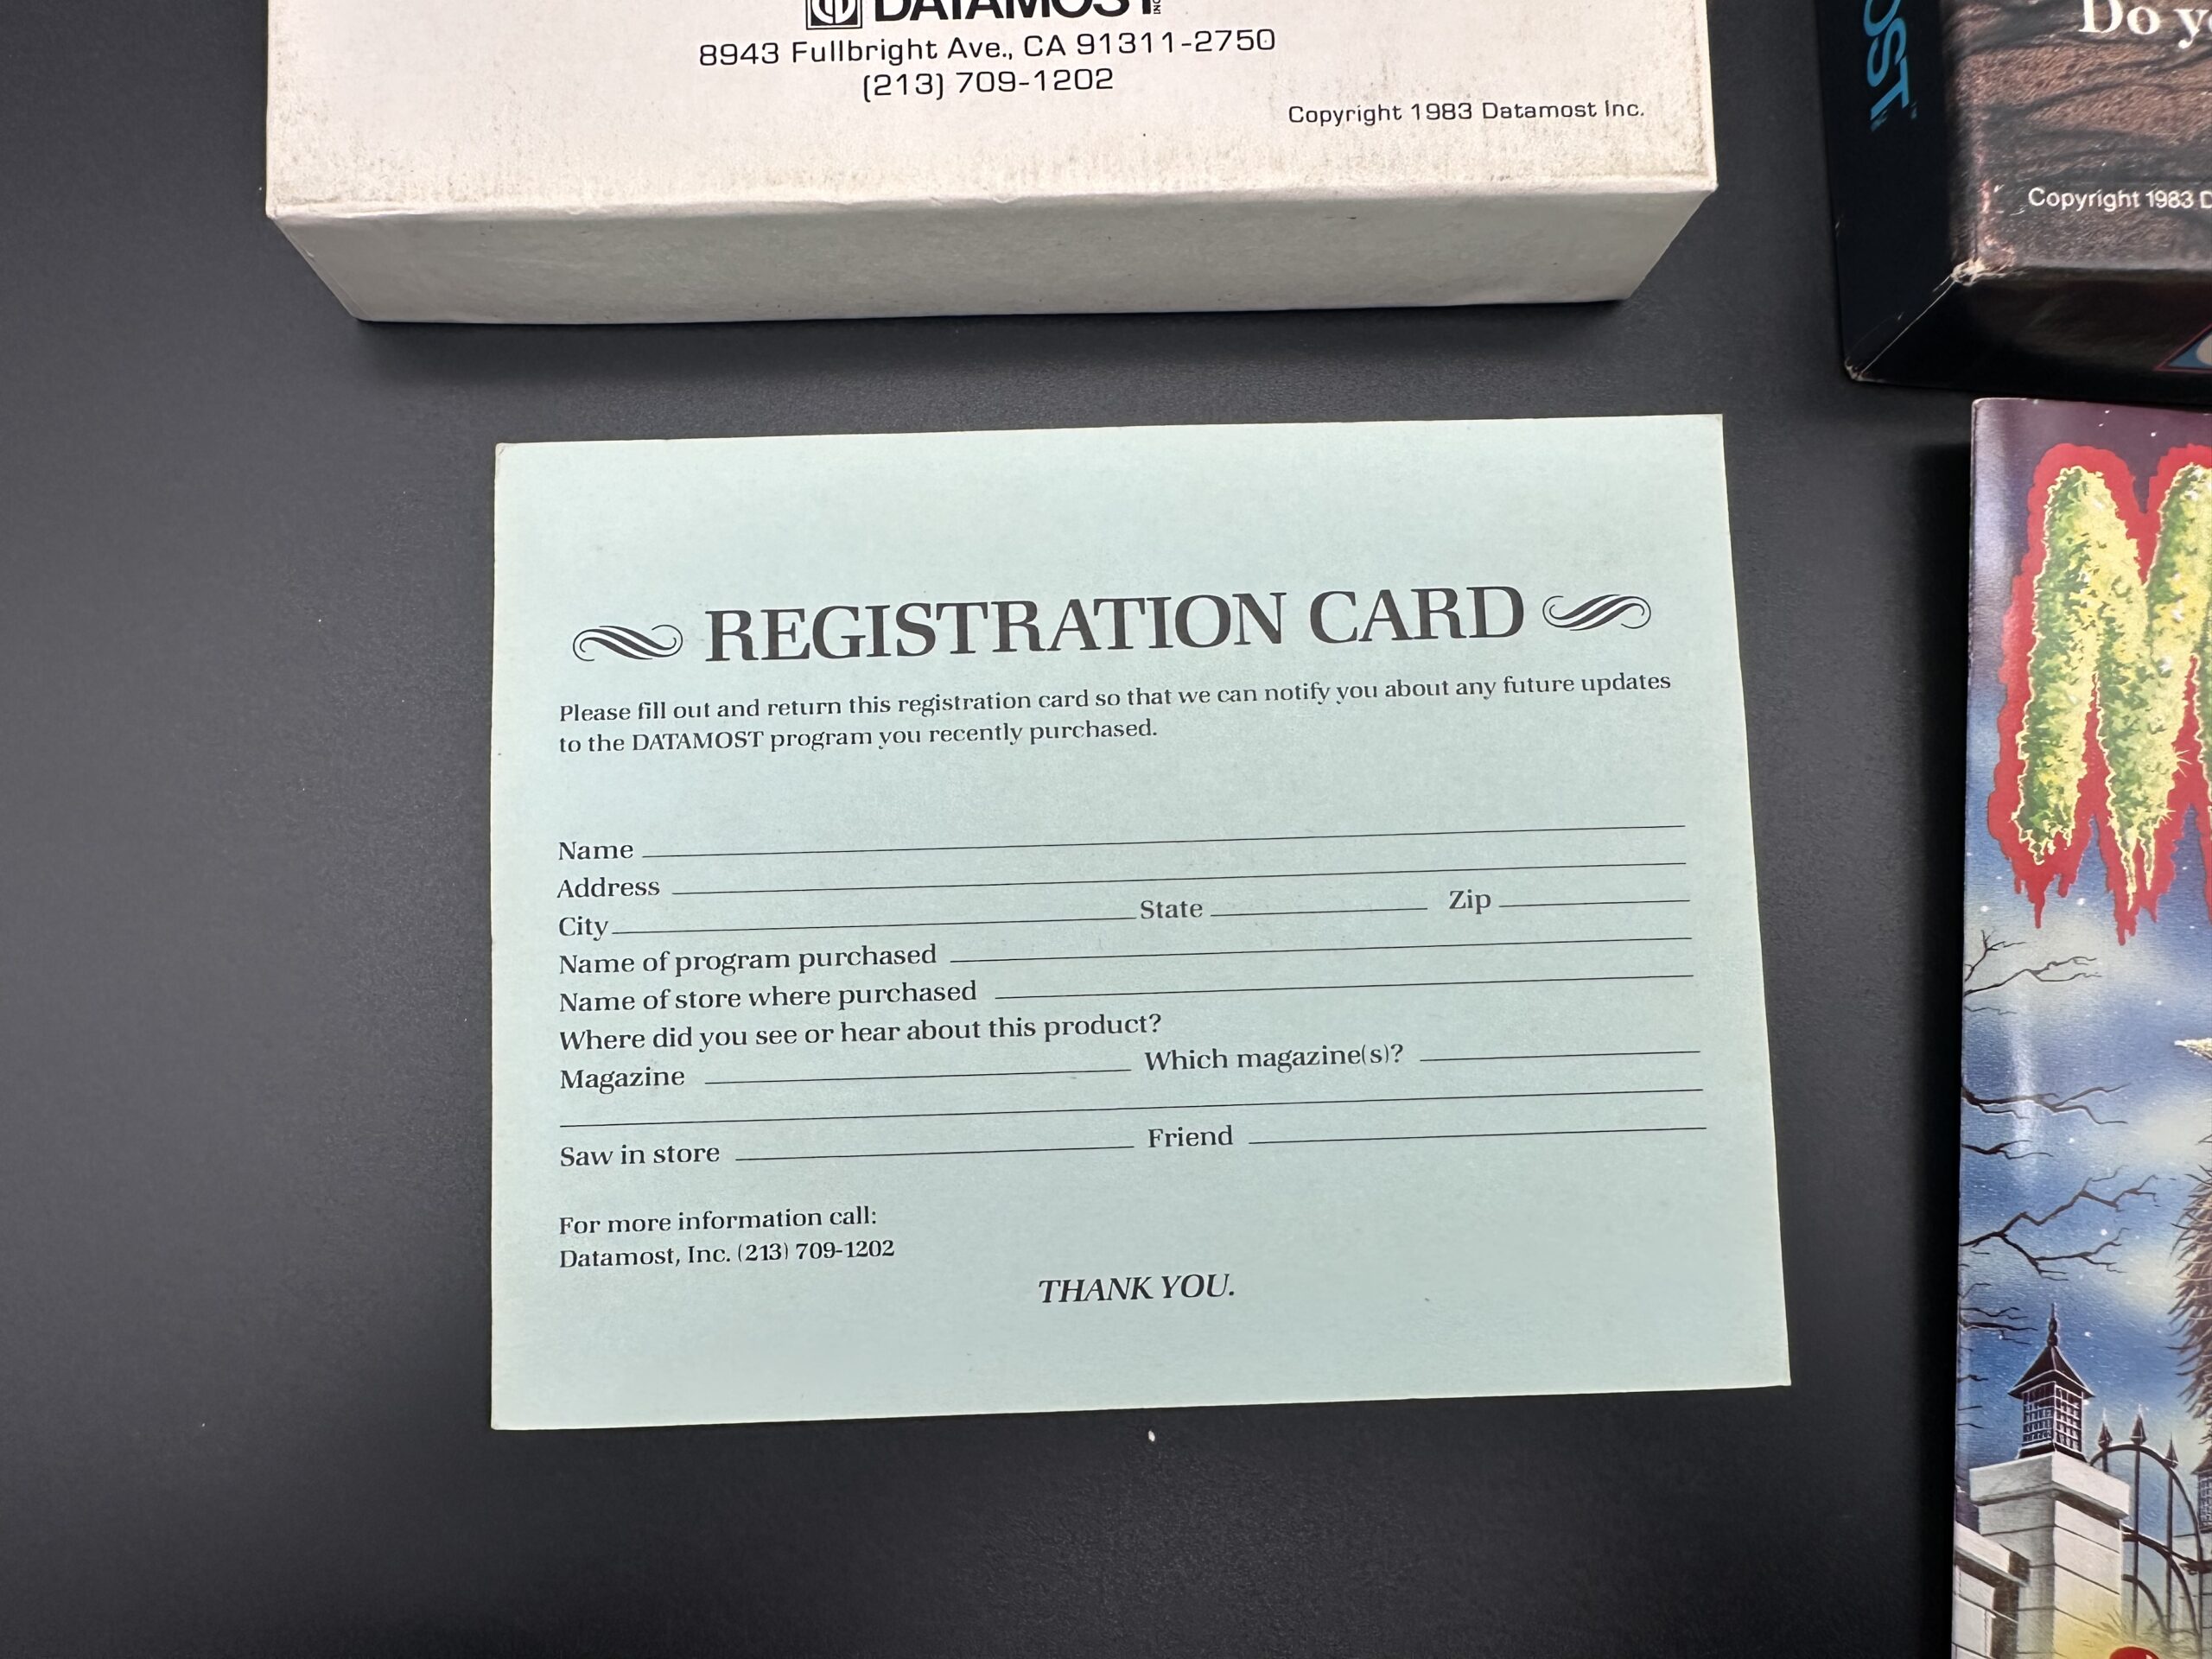 DATAMOST INC
8943 Fullbright Ave., CA 91311-2750
(213) 709-1202
Copyright 1983 Datamost Inc.
OST
Do
Copyright 1983
REGISTRATION CARD
Please fill out and return this registration card so that we can notify you about any future updates
to the DATAMOST program you recently purchased.
Name
Address
City State Zip
Name of program purchased
Name of store where purchased
Where did you see or hear about this product?
Magazine Which magazine(s)?
Saw in store Friend
For more information call:
Datamost, Inc. (213) 709-1202
THANK YOU.